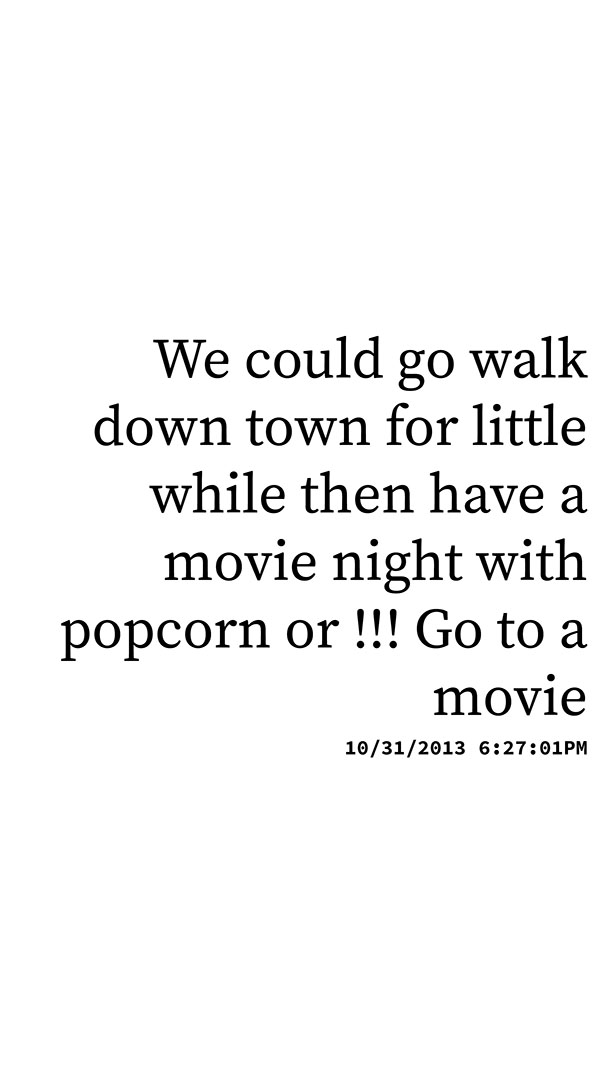 We could go walk
down town for little
while then have a
movie night with
popcorn or !!! Go to a
movie
10/31/2013 6:27:01PM